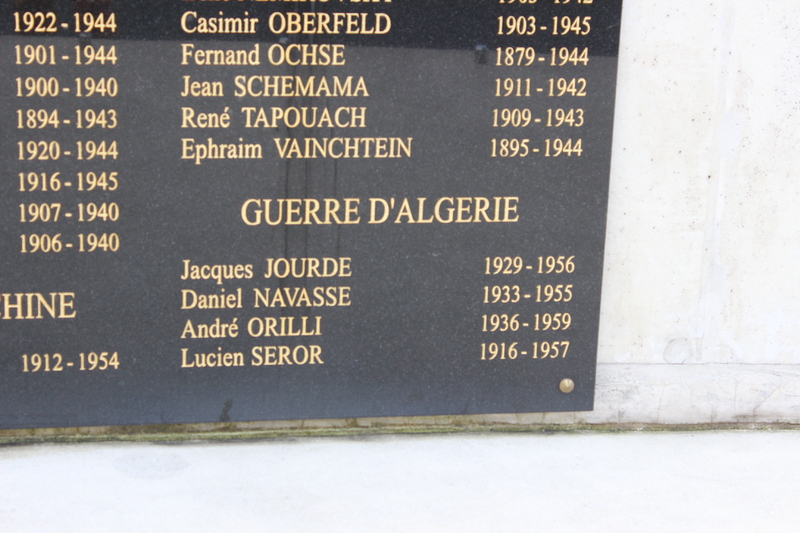 1922 - 1944
1901 - 1944
1900 - 1940
1894 - 1943
1920 - 1944
1916 - 1945
1907 - 1940
1906 - 1940
CHINE
1912 - 1954
Casimir OBERFELD 1903 - 1945
Fernand OCHSE 1879 - 1944
Jean SCHEMAMA 1911 - 1942
René TAPOUACH 1909 - 1943
Ephraim VAINCHTEIN 1895 - 1944
GUERRE D'ALGERIE
Jacques JOURDE 1929 - 1956
Daniel NAVASSE 1933 - 1955
André ORILLI 1936 - 1959
Lucien SEROR 1916 - 1957